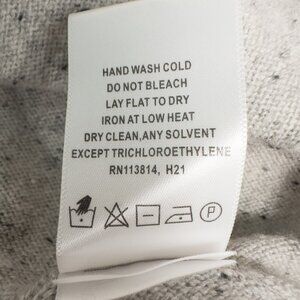 HAND WASH COLD
DO NOT BLEACH
LAY FLAT TO DRY
IRON AT LOW HEAT
DRY CLEAN,ANY SOLVENT
EXCEPT TRICHLOROETHYLENE
RN113814, H21
P